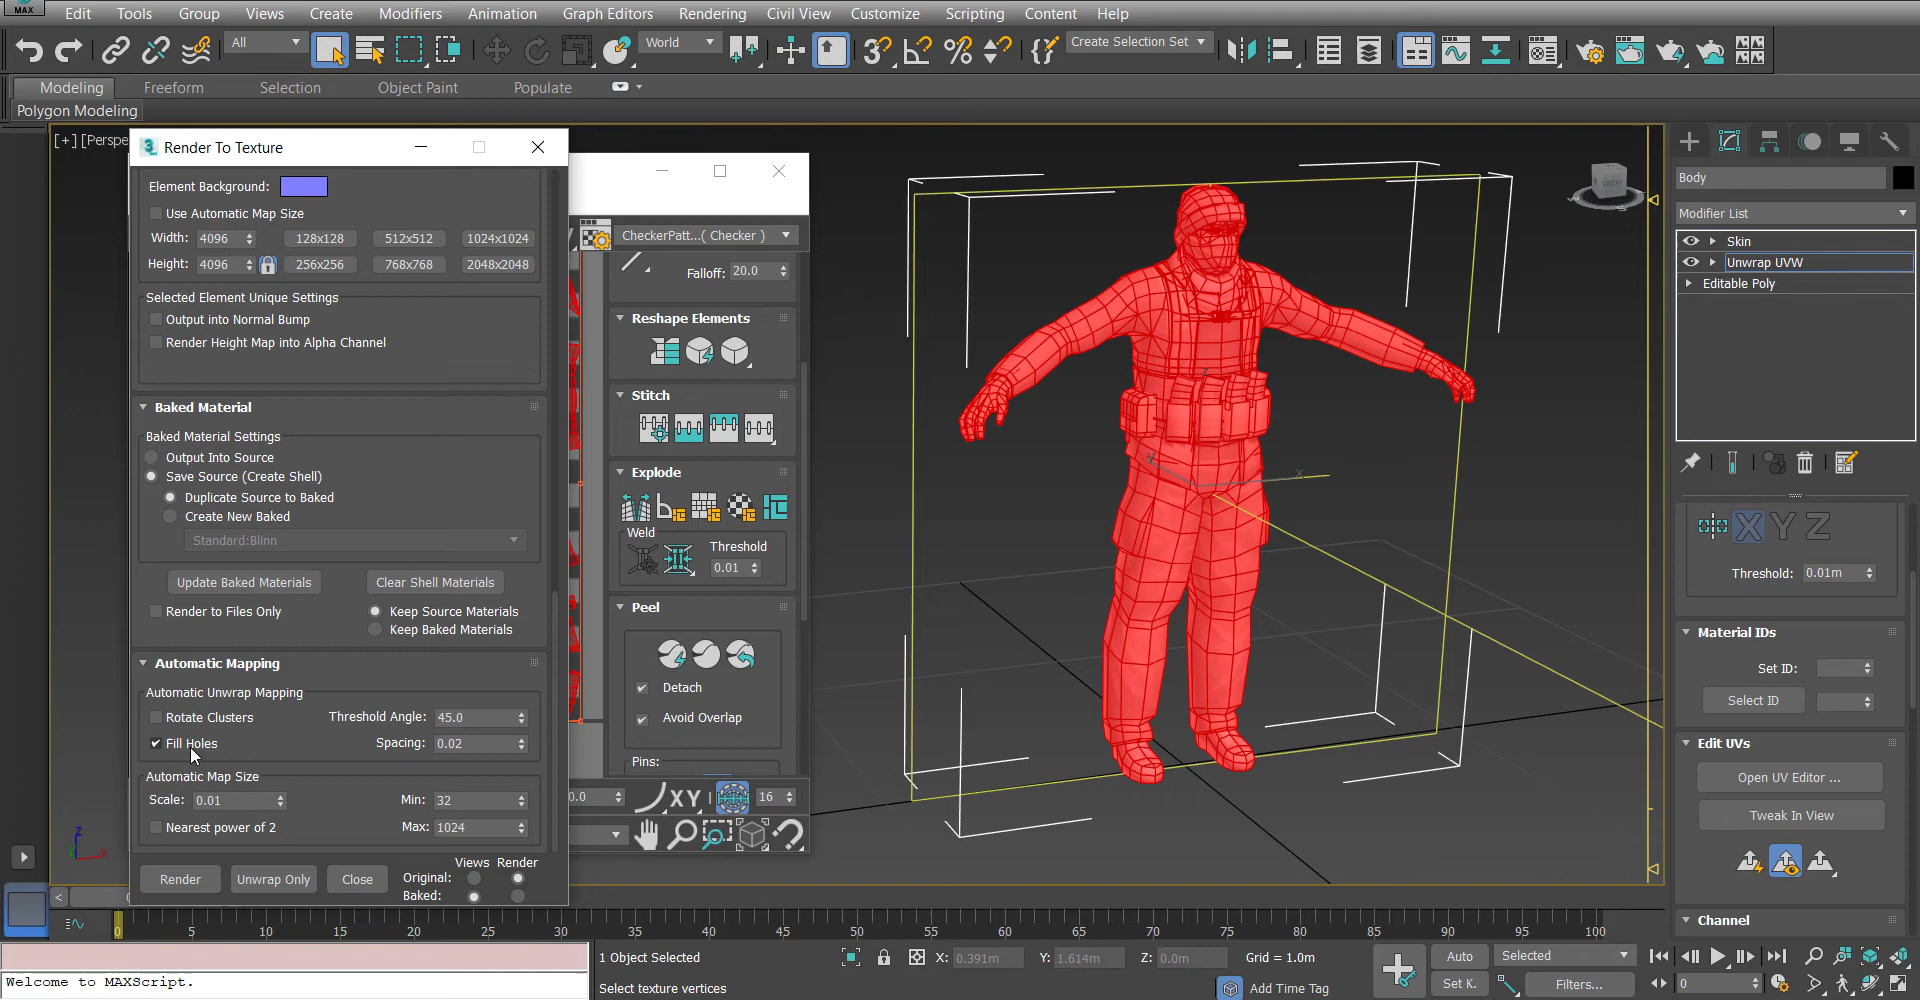 MAX
Edit Tools Group Views Create Modifiers Animation Graph Editors Rendering Civil View Customize Scripting Content Help
All
World
Create Selection Set
Modeling Freeform Selection Object Paint Populate
Polygon Modeling
[+] [Perspe
Render To Texture
Element Background:
Use Automatic Map Size
Width: 4096 128x128 512x512 1024x1024
Height: 4096 256x256 768x768 2048x2048
Selected Element Unique Settings
Output into Normal Bump
Render Height Map into Alpha Channel
Baked Material
Baked Material Settings
Output Into Source
Save Source (Create Shell)
Duplicate Source to Baked
Create New Baked
Standard:Blinn
Update Baked Materials Clear Shell Materials
Render to Files Only Keep Source Materials
Keep Baked Materials
Automatic Mapping
Automatic Unwrap Mapping
Rotate Clusters Threshold Angle: 45.0
Fill Holes Spacing: 0.02
Automatic Map Size
Scale: 0.01 Min: 32
Nearest power of 2 Max: 1024
Views Render
Render Unwrap Only Close Original:
Baked:
CheckerPatt...( Checker )
Falloff: 20.0
Reshape Elements
Stitch
Explode
Weld
Threshold
0.01
Peel
Detach
Avoid Overlap
Pins:
0.0 XY 16
FRONT
Z
Y
X
Z
X
Body
Modifier List
Skin
Unwrap UVW
Editable Poly
X Y Z
Threshold: 0.01m
Material IDs
Set ID:
Select ID
Edit UVs
Open UV Editor ...
Tweak In View
Channel
<
0 5 10 15 20 25 30 35 40 45 50 55 60 65 70 75 80 85 90 95 100
1 Object Selected X: 0.391m Y: 1.614m Z: 0.0m Grid = 1.0m Auto Selected
Welcome to MAXScript.
Select texture vertices Add Time Tag Set K. Filters... 0